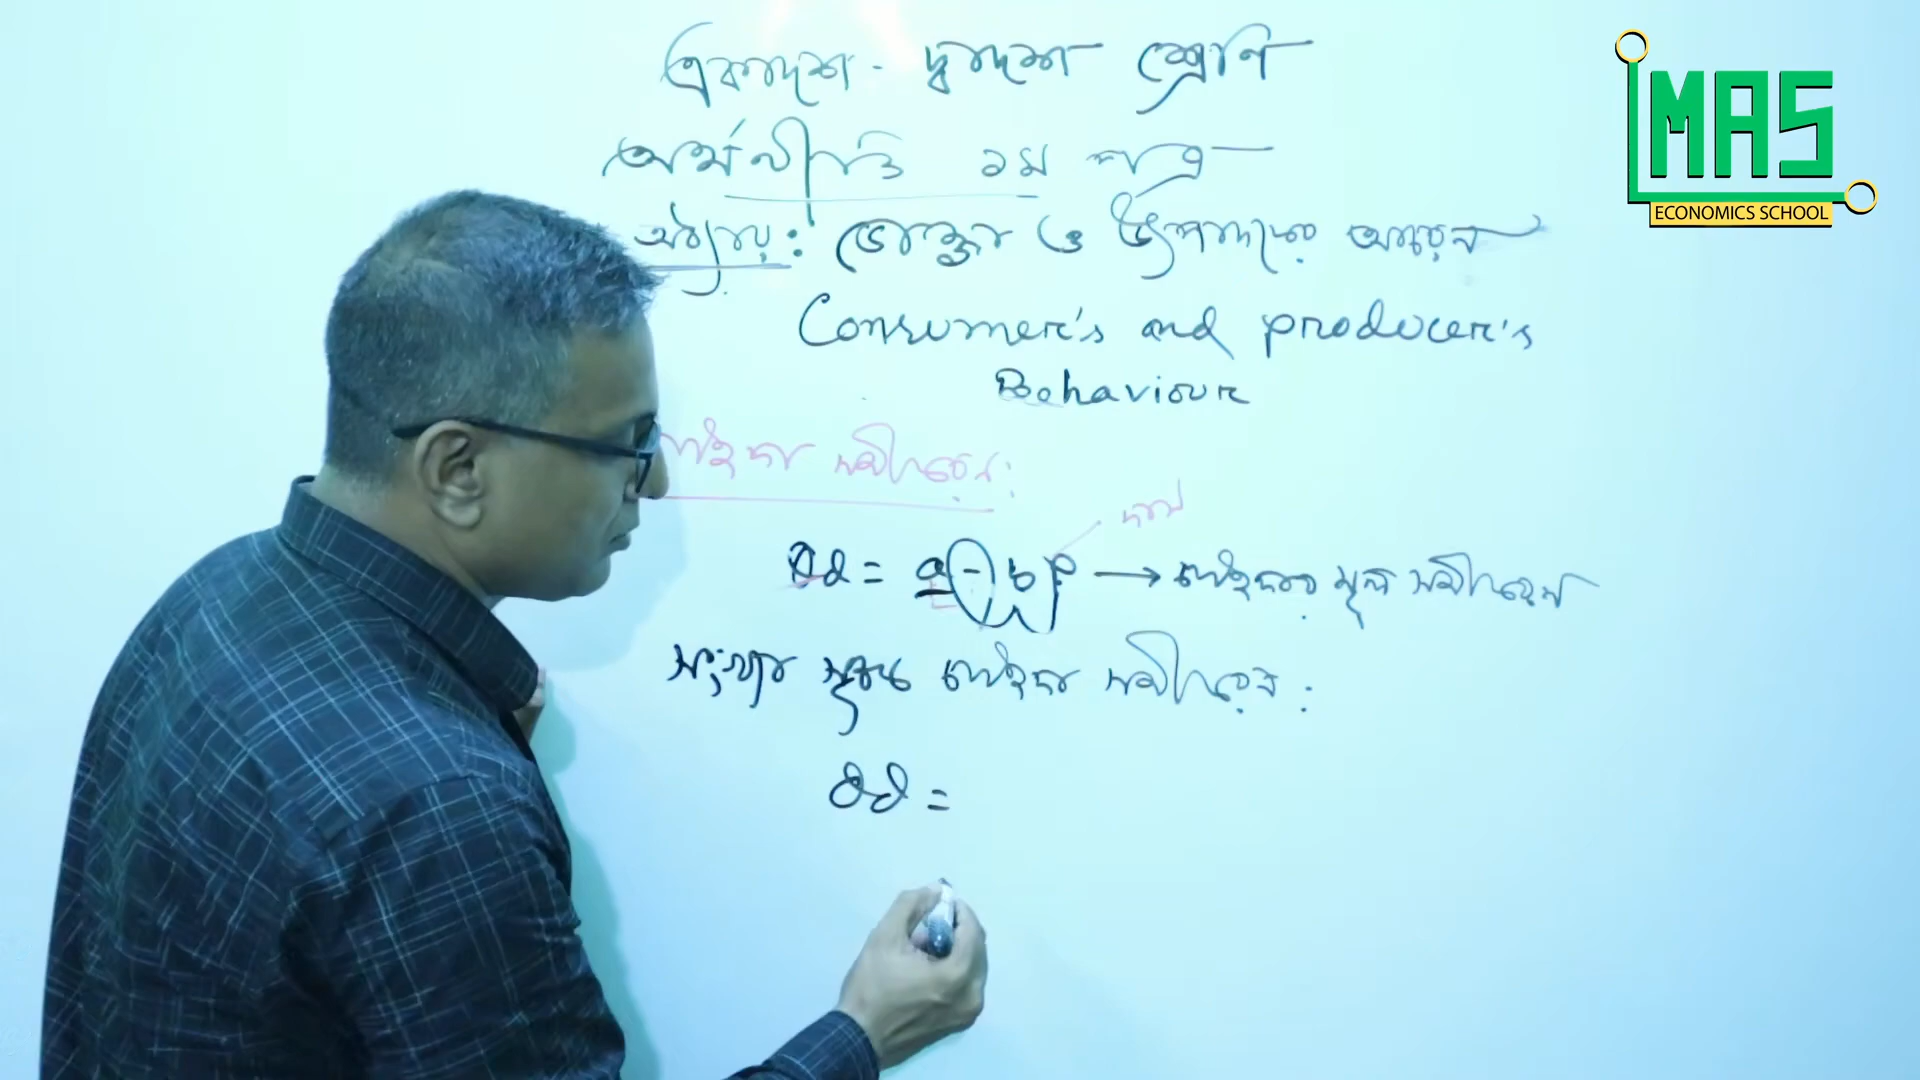 একাদশ - দ্বাদশ শ্রেণি
অর্থনীতি ১ম পত্র
অধ্যায় : ভোক্তা ও উৎপাদকের আচরণ
Consumer's and producer's
Behaviour
চাহিদা সমীকরণ :
দাম
Qd = a - bP → চাহিদার মূল সমীকরণ
সংখ্যার সূচক চাহিদা সমীকরণ :
Qd =
MAS
ECONOMICS SCHOOL